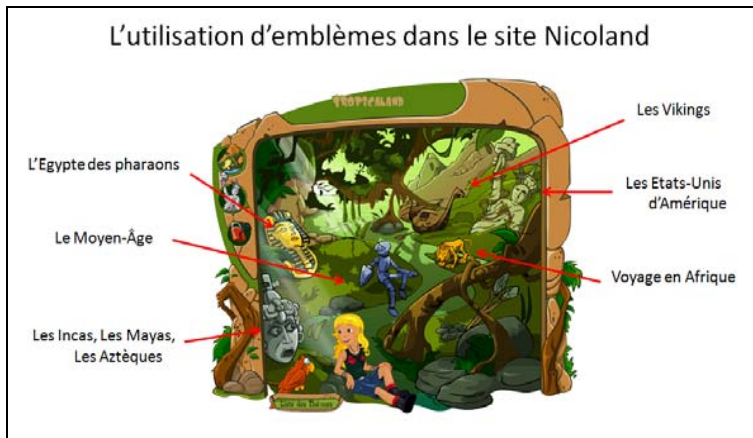 L'utilisation d'emblèmes dans le site Nicoland
TROPICALAND
Les Vikings
L'Egypte des pharaons
Les Etats-Unis
d'Amérique
Le Moyen-Âge
Voyage en Afrique
Les Incas, Les Mayas,
Les Aztèques